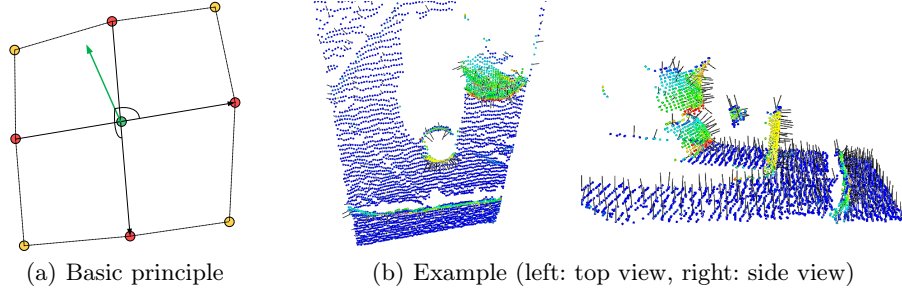 (a) Basic principle
(b) Example (left: top view, right: side view)